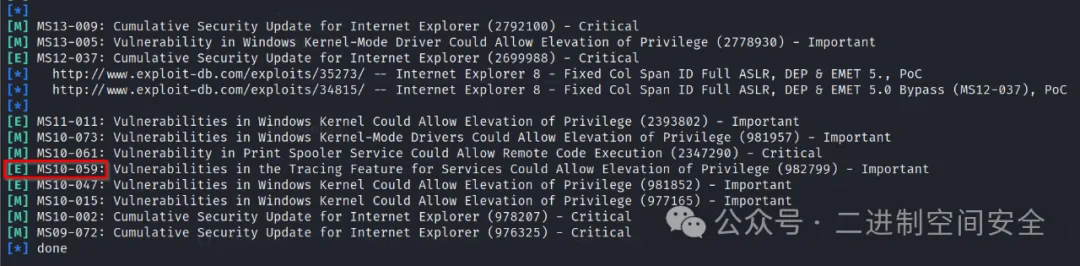 [*]
[M] MS13-009: Cumulative Security Update for Internet Explorer (2792100) - Critical
[M] MS13-005: Vulnerability in Windows Kernel-Mode Driver Could Allow Elevation of Privilege (2778930) - Important
[E] MS12-037: Cumulative Security Update for Internet Explorer (2699988) - Critical
[*]   http://www.exploit-db.com/exploits/35273/ -- Internet Explorer 8 - Fixed Col Span ID Full ASLR, DEP & EMET 5., PoC
[*]   http://www.exploit-db.com/exploits/34815/ -- Internet Explorer 8 - Fixed Col Span ID Full ASLR, DEP & EMET 5.0 Bypass (MS12-037), PoC
[*]
[E] MS11-011: Vulnerabilities in Windows Kernel Could Allow Elevation of Privilege (2393802) - Important
[M] MS10-073: Vulnerabilities in Windows Kernel-Mode Drivers Could Allow Elevation of Privilege (981957) - Important
[M] MS10-061: Vulnerability in Print Spooler Service Could Allow Remote Code Execution (2347290) - Critical
[E] MS10-059: Vulnerabilities in the Tracing Feature for Services Could Allow Elevation of Privilege (982799) - Important
[E] MS10-047: Vulnerabilities in Windows Kernel Could Allow Elevation of Privilege (981852) - Important
[M] MS10-015: Vulnerabilities in Windows Kernel Could Allow Elevation of Privilege (977165) - Important
[M] MS10-002: Cumulative Security Update for Internet Explorer (978207) - Critical
[M] MS09-072: Cumulative Security Update for Internet Explorer (976325) - Critical
[*] done
公众号 · 二进制空间安全